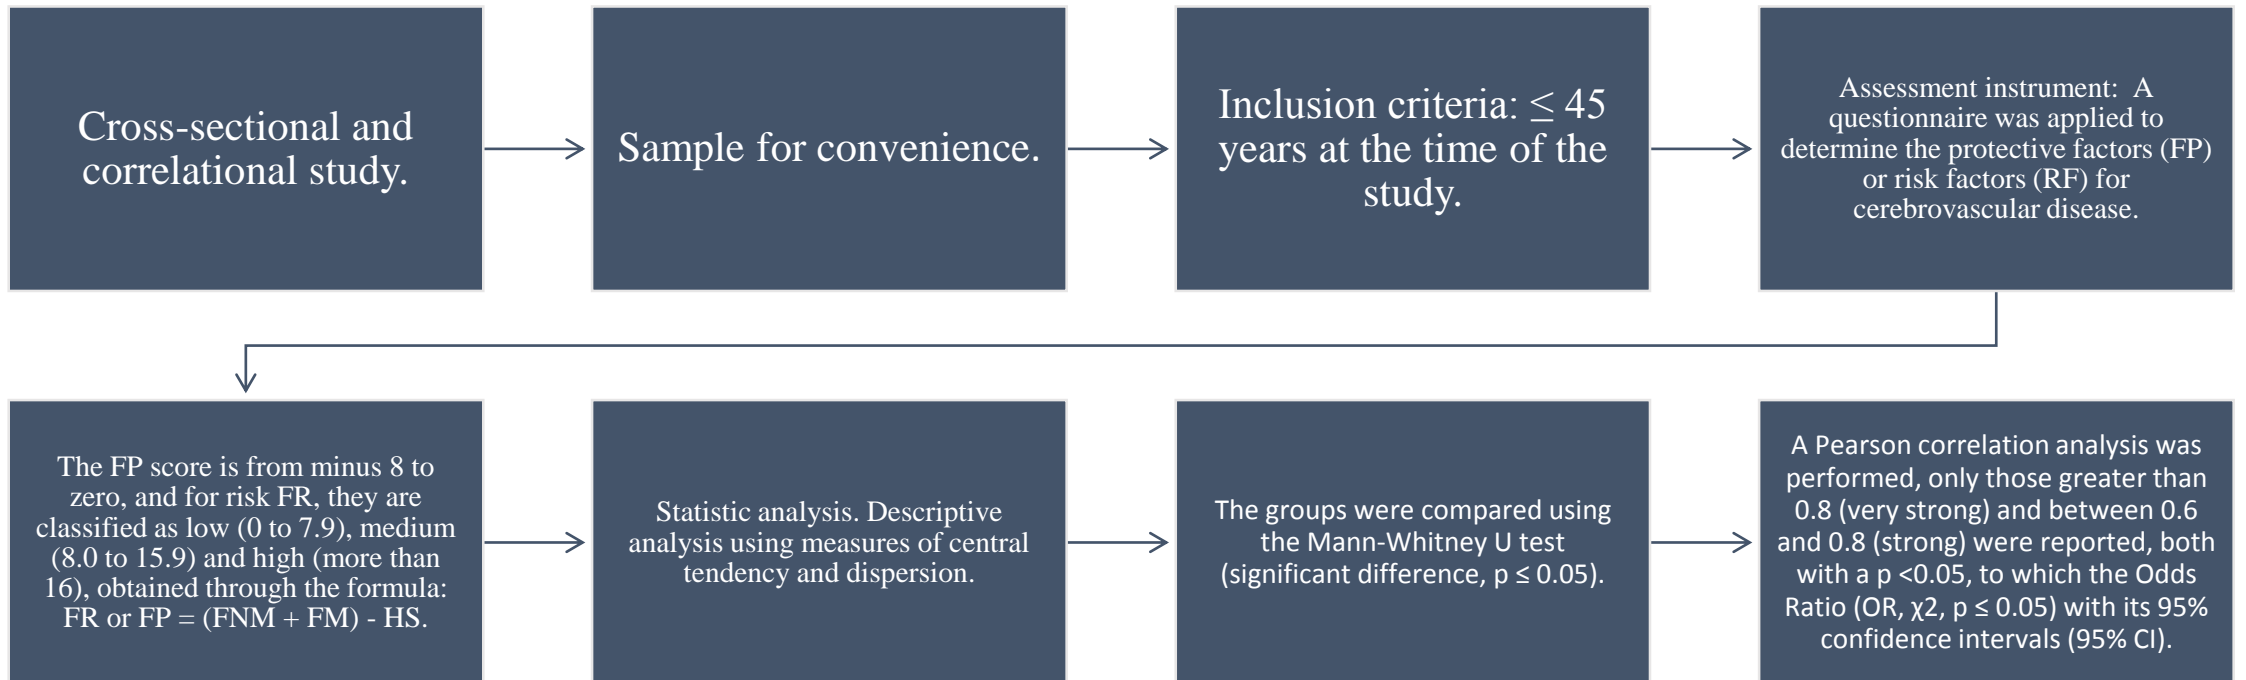 Cross-sectional and
correlational study.
Sample for convenience.
Inclusion criteria: ≤ 45
years at the time of the
study.
Assessment instrument:  A
questionnaire was applied to
determine the protective factors (FP)
or risk factors (RF) for
cerebrovascular disease.
The FP score is from minus 8 to
zero, and for risk FR, they are
classified as low (0 to 7.9), medium
(8.0 to 15.9) and high (more than
16), obtained through the formula:
FR or FP = (FNM + FM) - HS.
Statistic analysis. Descriptive
analysis using measures of central
tendency and dispersion.
The groups were compared using
the Mann-Whitney U test
(significant difference, p ≤ 0.05).
A Pearson correlation analysis was
performed, only those greater than
0.8 (very strong) and between 0.6
and 0.8 (strong) were reported, both
with a p <0.05, to which the Odds
Ratio (OR, χ2, p ≤ 0.05) with its 95%
confidence intervals (95% CI).